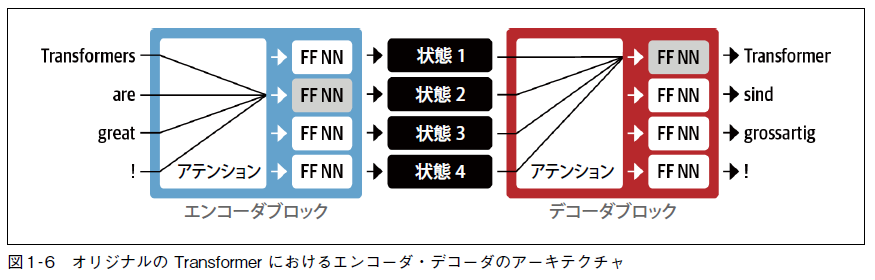 Transformers
are
great
!
アテンション
FF NN
FF NN
FF NN
FF NN
エンコーダブロック
状態 1
状態 2
状態 3
状態 4
アテンション
FF NN
FF NN
FF NN
FF NN
デコーダブロック
Transformer
sind
grossartig
!
図1-6 オリジナルの Transformer におけるエンコーダ・デコーダのアーキテクチャ